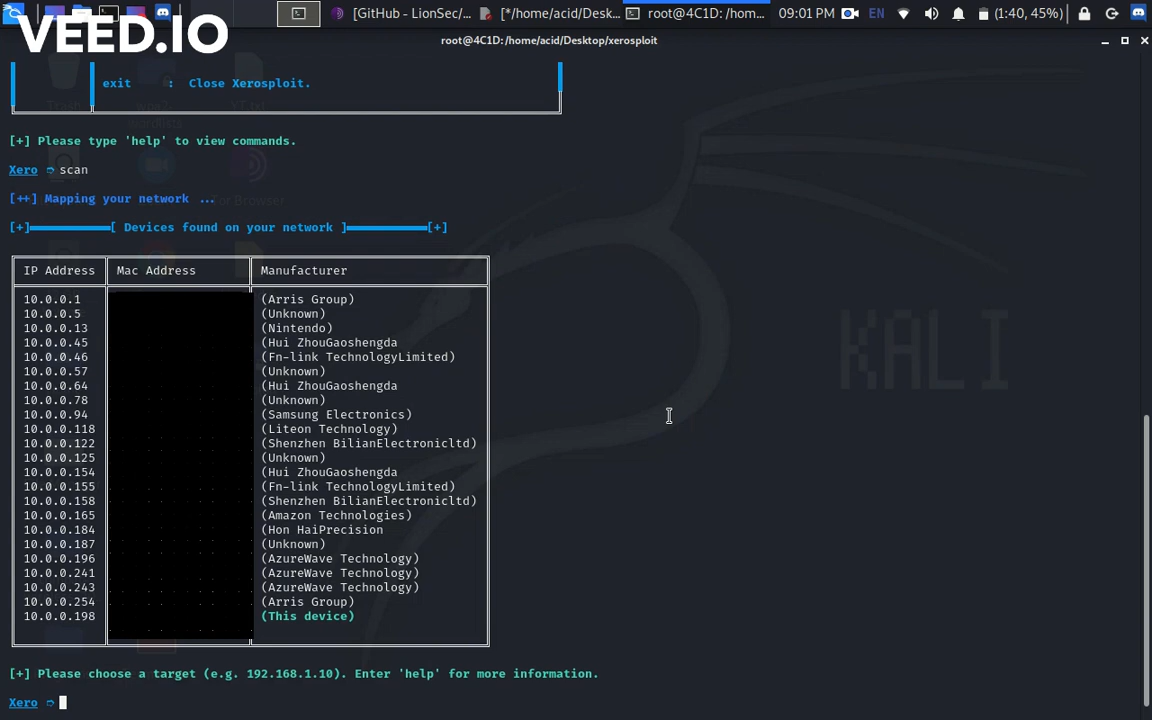 VEED.IO
[GitHub - LionSec/...
[*/home/acid/Desk...
root@4C1D: /hom...
09:01 PM
EN
(1:40, 45%)
root@4C1D:/home/acid/Desktop/xerosploit
exit : Close Xerosploit.
[+] Please type 'help' to view commands.
Xero ➮ scan
[++] Mapping your network ...
[+]═══════════[ Devices found on your network ]═══════════[+]
IP Address Mac Address Manufacturer
10.0.0.1 (Arris Group)
10.0.0.5 (Unknown)
10.0.0.13 (Nintendo)
10.0.0.45 (Hui ZhouGaoshengda
10.0.0.46 (Fn-link TechnologyLimited)
10.0.0.57 (Unknown)
10.0.0.64 (Hui ZhouGaoshengda
10.0.0.78 (Unknown)
10.0.0.94 (Samsung Electronics)
10.0.0.118 (Liteon Technology)
10.0.0.122 (Shenzhen BilianElectronicltd)
10.0.0.125 (Unknown)
10.0.0.154 (Hui ZhouGaoshengda
10.0.0.155 (Fn-link TechnologyLimited)
10.0.0.158 (Shenzhen BilianElectronicltd)
10.0.0.165 (Amazon Technologies)
10.0.0.184 (Hon HaiPrecision
10.0.0.187 (Unknown)
10.0.0.196 (AzureWave Technology)
10.0.0.241 (AzureWave Technology)
10.0.0.243 (AzureWave Technology)
10.0.0.254 (Arris Group)
10.0.0.198 (This device)
KALI
[+] Please choose a target (e.g. 192.168.1.10). Enter 'help' for more information.
Xero ➮